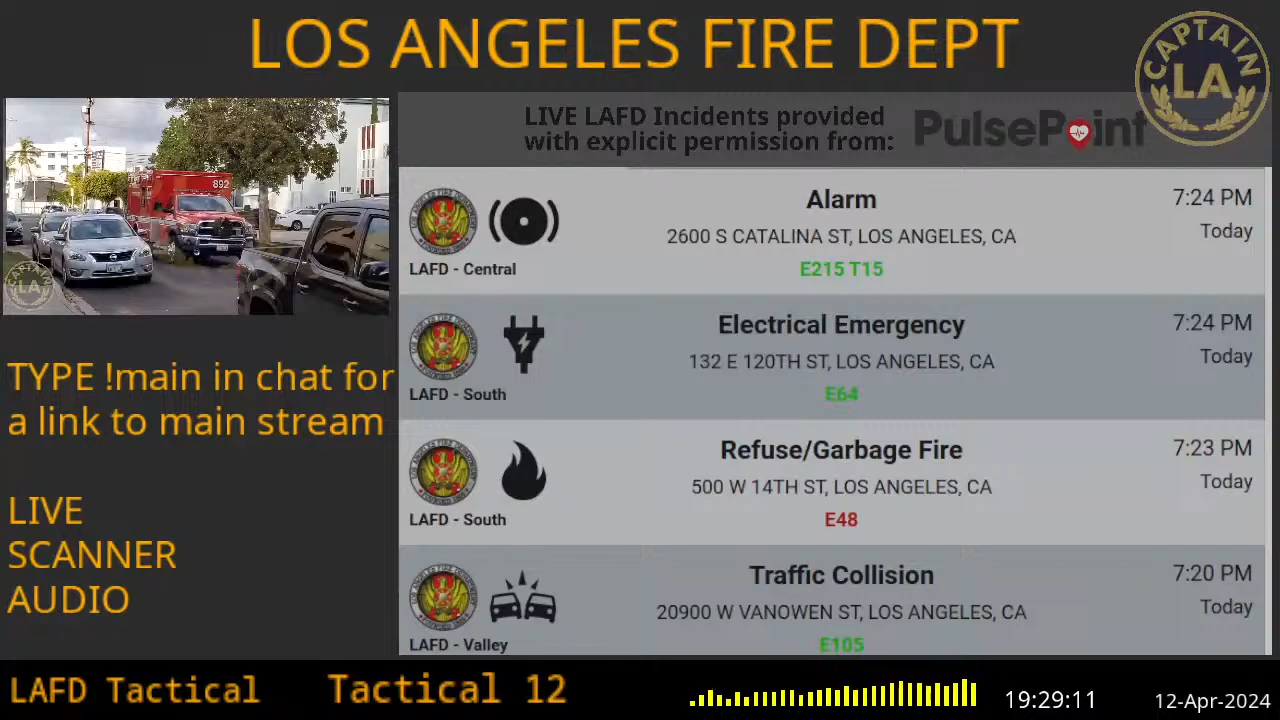 LOS ANGELES FIRE DEPT
CAPTAIN
LA
LIVE LAFD Incidents provided
with explicit permission from:
PulsePoint
892
CAPTAIN
LA
Alarm
7:24 PM
2600 S CATALINA ST, LOS ANGELES, CA
Today
LAFD - Central
E215 T15
Electrical Emergency
7:24 PM
132 E 120TH ST, LOS ANGELES, CA
Today
LAFD - South
E64
Refuse/Garbage Fire
7:23 PM
500 W 14TH ST, LOS ANGELES, CA
Today
LAFD - South
E48
Traffic Collision
7:20 PM
20900 W VANOWEN ST, LOS ANGELES, CA
Today
LAFD - Valley
E105
TYPE !main in chat for
a link to main stream
LIVE
SCANNER
AUDIO
LAFD Tactical
Tactical 12
19:29:11
12-Apr-2024